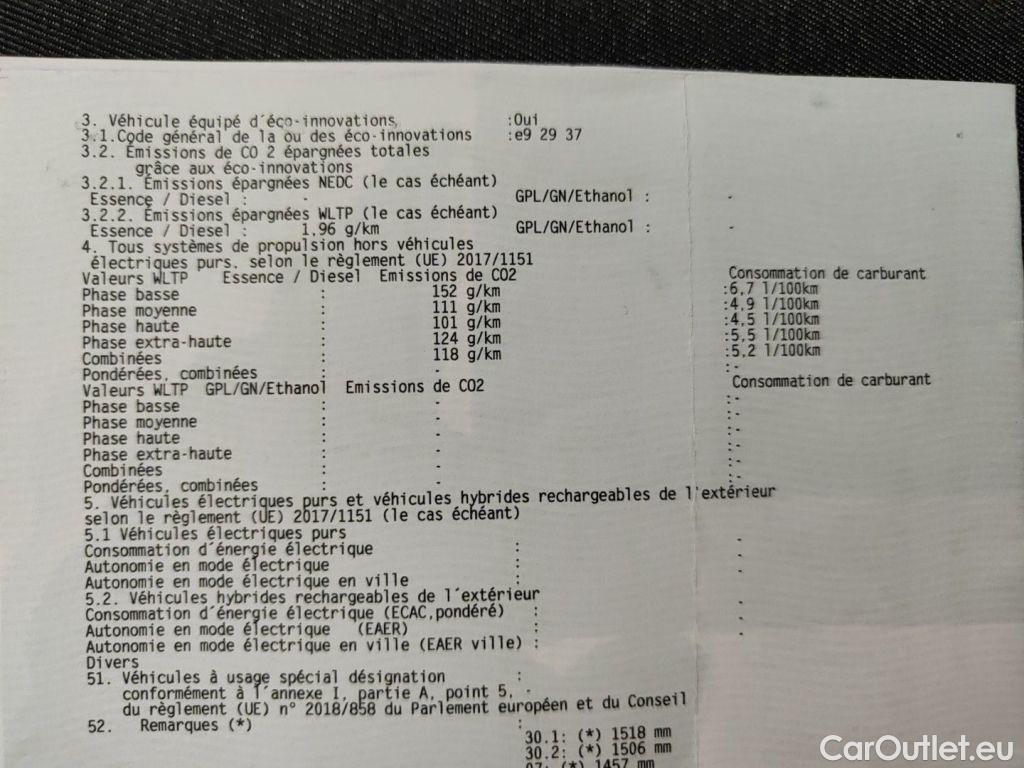 3. Véhicule équipé d´éco-innovations, :Oui
3.1.Code général de la ou des éco-innovations :e9 29 37
3.2. Émissions de CO 2 épargnées totales
grâce aux éco-innovations
3.2.1. Émissions épargnées NEDC (le cas échéant)
Essence / Diesel : - GPL/GN/Ethanol : -
3.2.2. Émissions épargnées WLTP (le cas échéant)
Essence / Diesel : 1,96 g/km GPL/GN/Ethanol : -
4. Tous systèmes de propulsion hors véhicules
électriques purs, selon le règlement (UE) 2017/1151
Valeurs WLTP Essence / Diesel Emissions de CO2 Consommation de carburant
Phase basse : 152 g/km :6,7 l/100km
Phase moyenne : 111 g/km :4,9 l/100km
Phase haute : 101 g/km :4,5 l/100km
Phase extra-haute : 124 g/km :5,5 l/100km
Combinées : 118 g/km :5,2 l/100km
Pondérées, combinées : - :-
Valeurs WLTP GPL/GN/Ethanol Emissions de CO2 Consommation de carburant
Phase basse : - :-
Phase moyenne : - :-
Phase haute : - :-
Phase extra-haute : - :-
Combinées : - :-
Pondérées, combinées : - :-
5. Véhicules électriques purs et véhicules hybrides rechargeables de l´extérieur
selon le règlement (UE) 2017/1151 (le cas échéant)
5.1 Véhicules électriques purs
Consommation d´énergie électrique : -
Autonomie en mode électrique : -
Autonomie en mode électrique en ville : -
5.2. Véhicules hybrides rechargeables de l´extérieur
Consommation d´énergie électrique (ECAC,pondéré) : -
Autonomie en mode électrique (EAER) : -
Autonomie en mode électrique en ville (EAER ville) : -
Divers
51. Véhicules à usage spécial désignation :
conformément à l´annexe I, partie A, point 5, -
du règlement (UE) n° 2018/858 du Parlement européen et du Conseil
52. Remarques (*) :
30.1: (*) 1518 mm
30.2: (*) 1506 mm
(*) 1457 mm
CarOutlet.eu